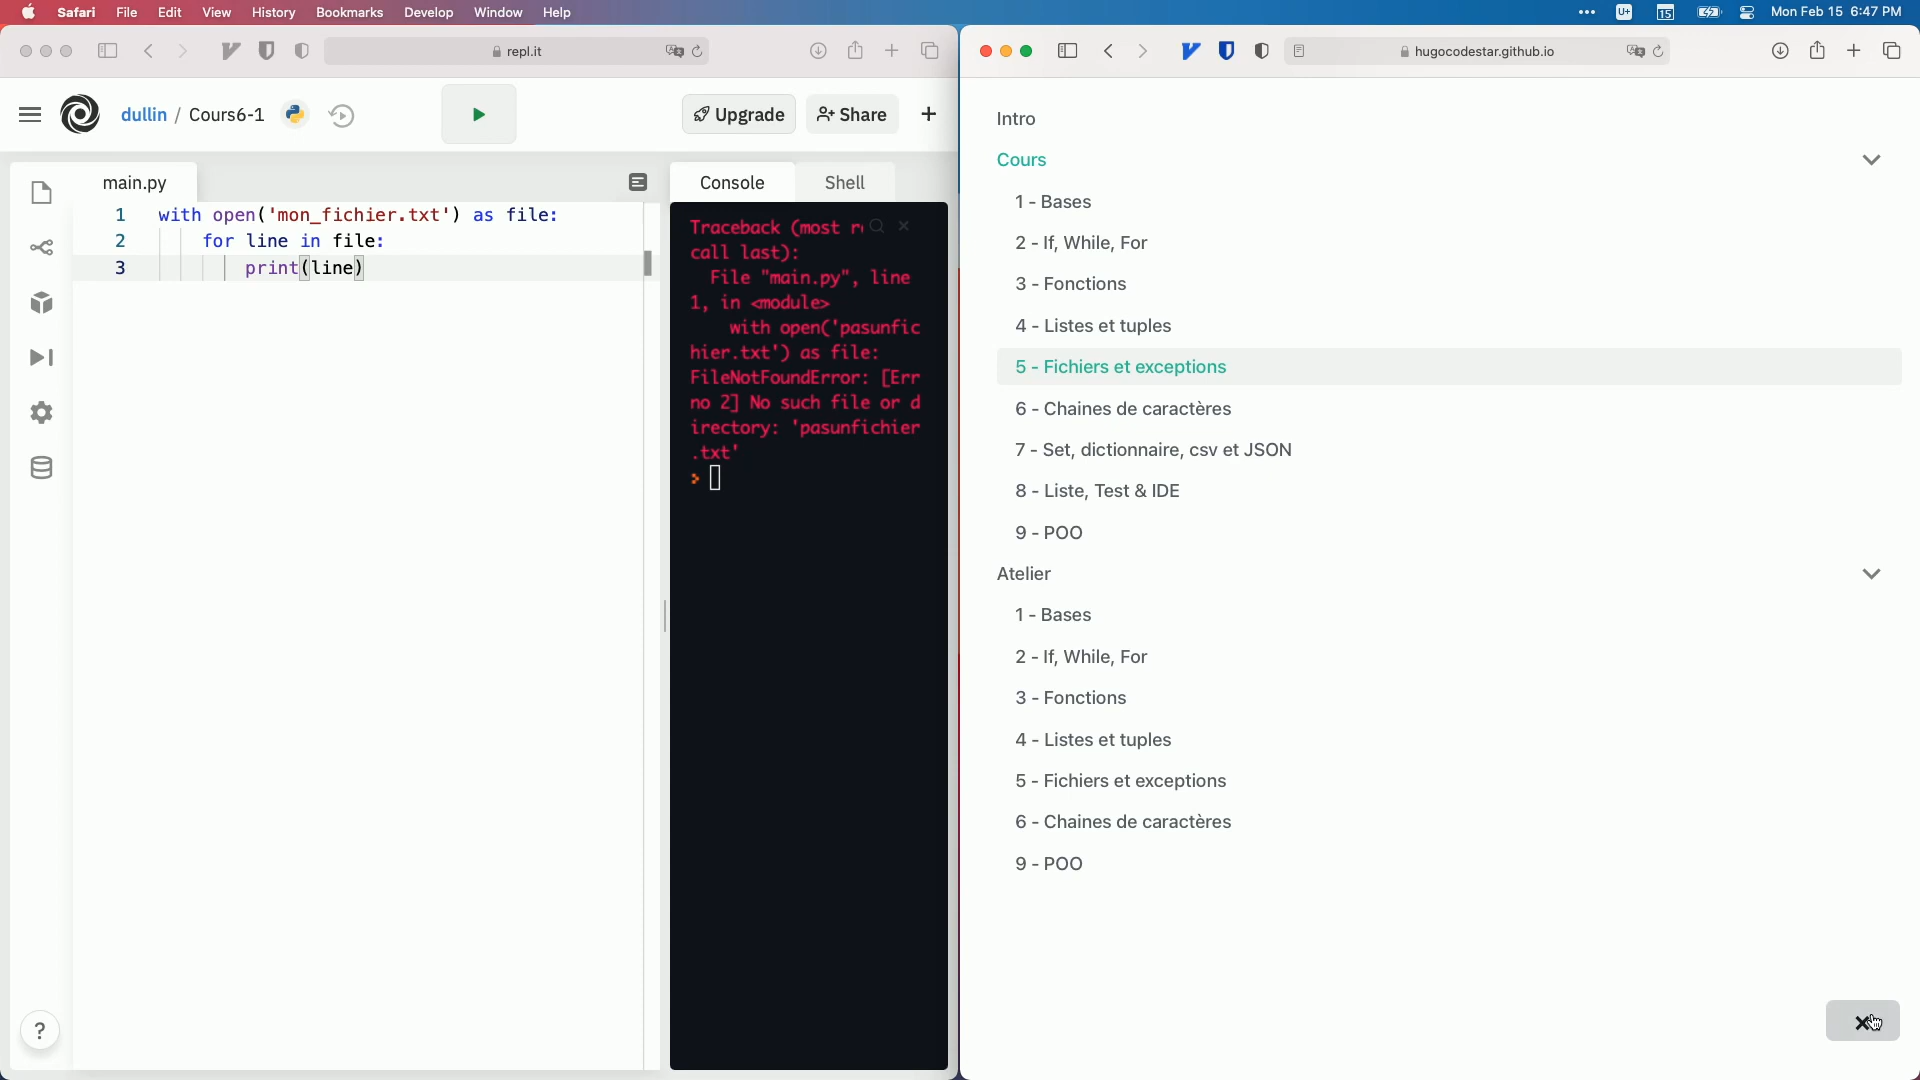 Safari File Edit View History Bookmarks Develop Window Help
U+ 15 Mon Feb 15 6:47 PM
repl.it
dullin / Cours6-1
Upgrade
Share
main.py
1 with open('mon_fichier.txt') as file:
2 for line in file:
3 print(line)
?
Console Shell
Traceback (most r
call last):
File "main.py", line
1, in <module>
with open('pasunfic
hier.txt') as file:
FileNotFoundError: [Err
no 2] No such file or d
irectory: 'pasunfichier
.txt'
>
hugocodestar.github.io
Intro
Cours
1 - Bases
2 - If, While, For
3 - Fonctions
4 - Listes et tuples
5 - Fichiers et exceptions
6 - Chaines de caractères
7 - Set, dictionnaire, csv et JSON
8 - Liste, Test & IDE
9 - POO
Atelier
1 - Bases
2 - If, While, For
3 - Fonctions
4 - Listes et tuples
5 - Fichiers et exceptions
6 - Chaines de caractères
9 - POO